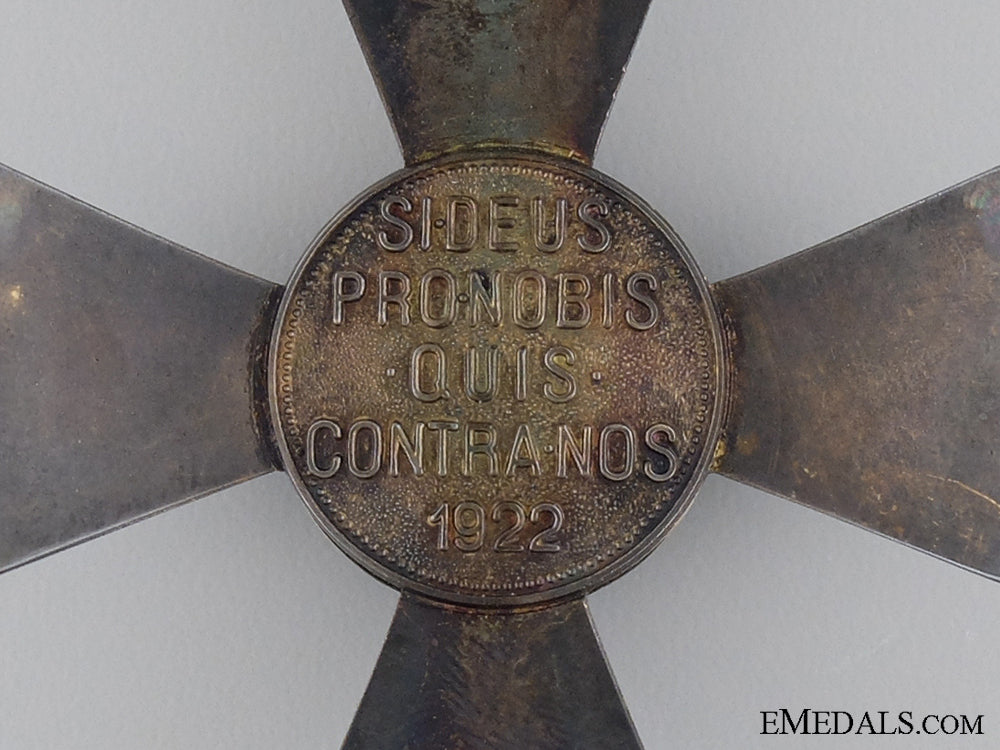 SI·DEUS
PRO·NOBIS
·QUIS·
CONTRA·NOS
1922
EMEDALS.COM